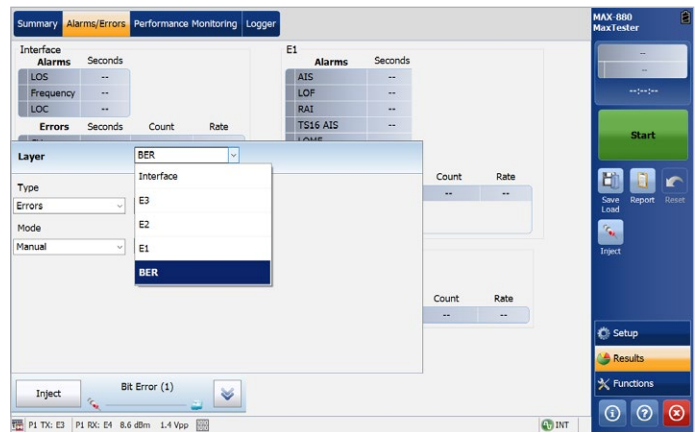 Summary Alarms/Errors Performance Monitoring Logger
Interface
Alarms Seconds
LOS --
Frequency --
LOC --
Errors Seconds Count Rate
E1
Alarms Seconds
AIS --
LOF --
RAI --
TS16 AIS --
Count Rate
-- --
Count Rate
-- --
Layer BER
Interface
E3
E2
E1
BER
Type
Errors
Mode
Manual
Inject Bit Error (1)
P1 TX: E3 P1 RX: E4 8.6 dBm 1.4 Vpp INT
MAX-880
MaxTester
--
--
--:--:--
Start
Save
Load
Report Reset
Inject
Setup
Results
Functions